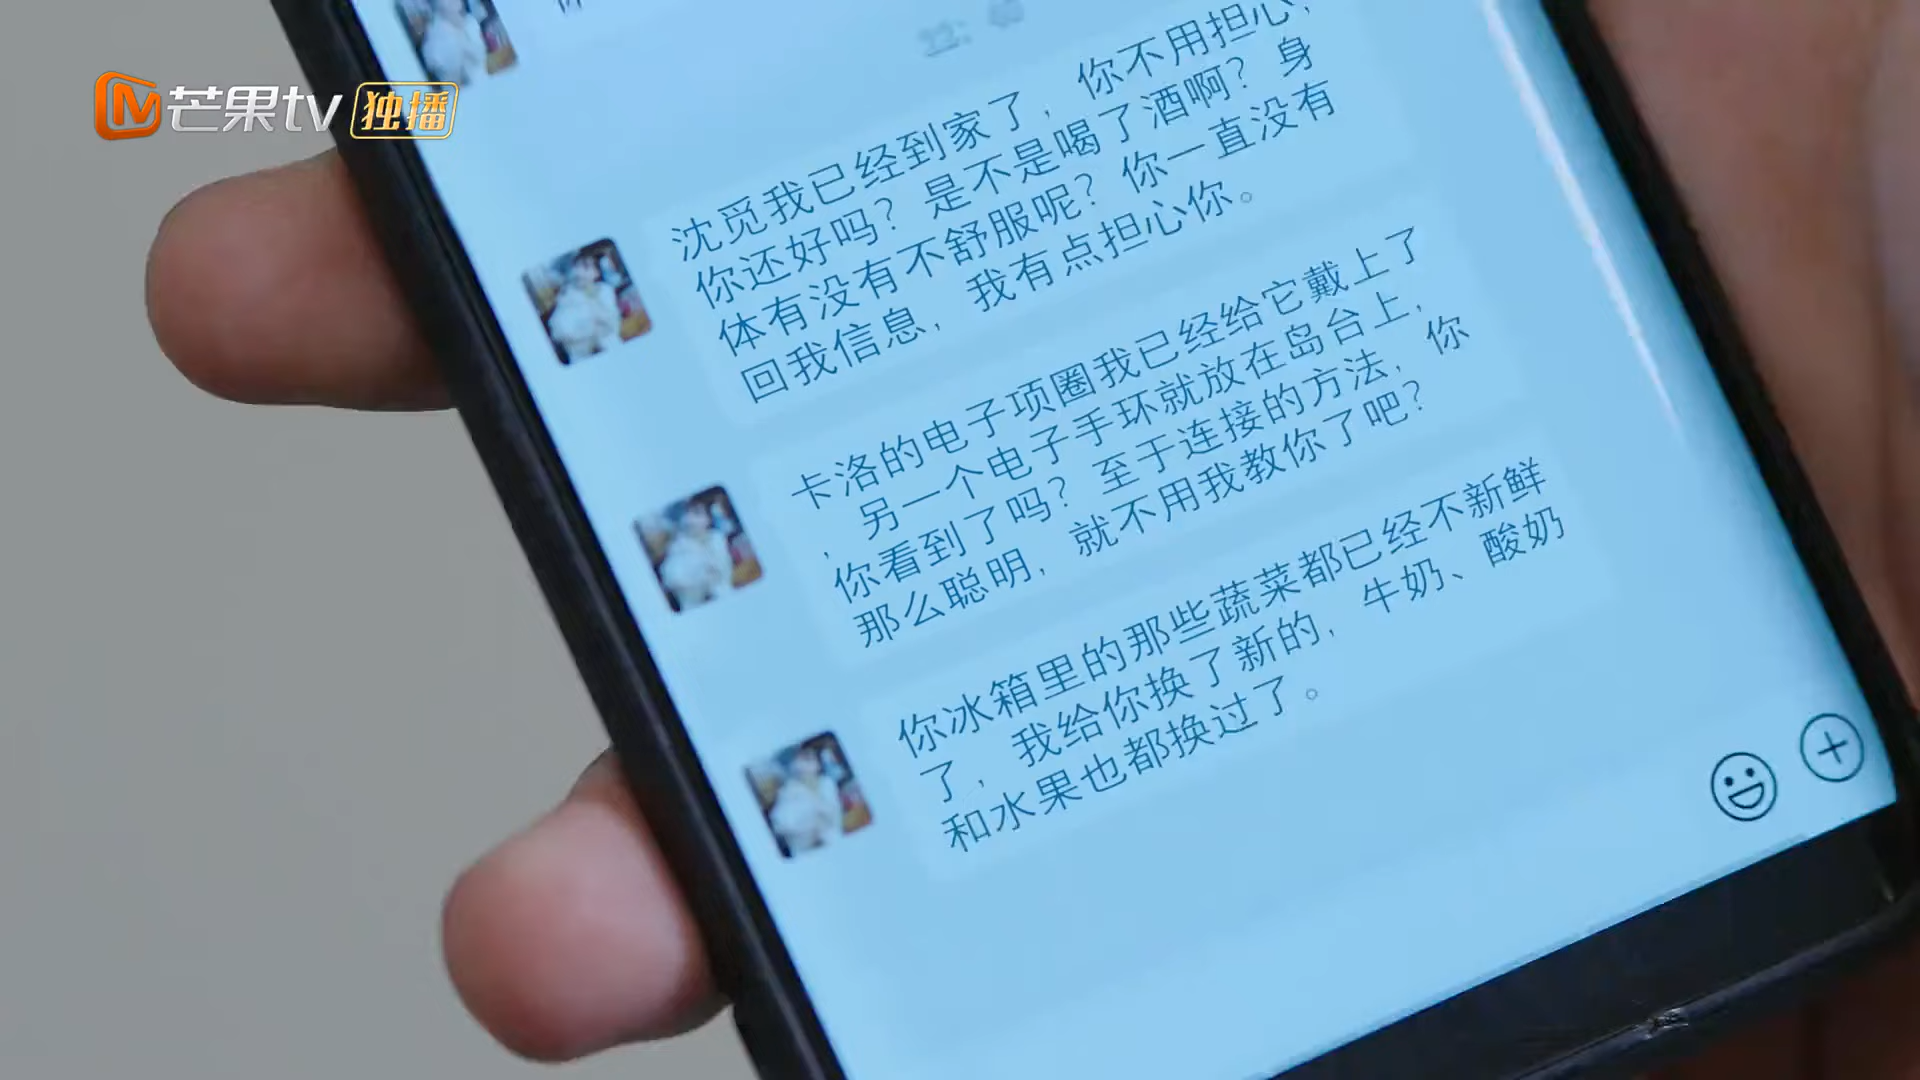 芒果tv 独播
沈觅我已经到家了，你不用担心，
你还好吗？是不是喝了酒啊？身
体有没有不舒服呢？你一直没有
回我信息，我有点担心你。
卡洛的电子项圈我已经给它戴上了
，另一个电子手环就放在岛台上，
你看到了吗？至于连接的方法，你
那么聪明，就不用我教你了吧？
你冰箱里的那些蔬菜都已经不新鲜
了，我给你换了新的，牛奶、酸奶
和水果也都换过了。